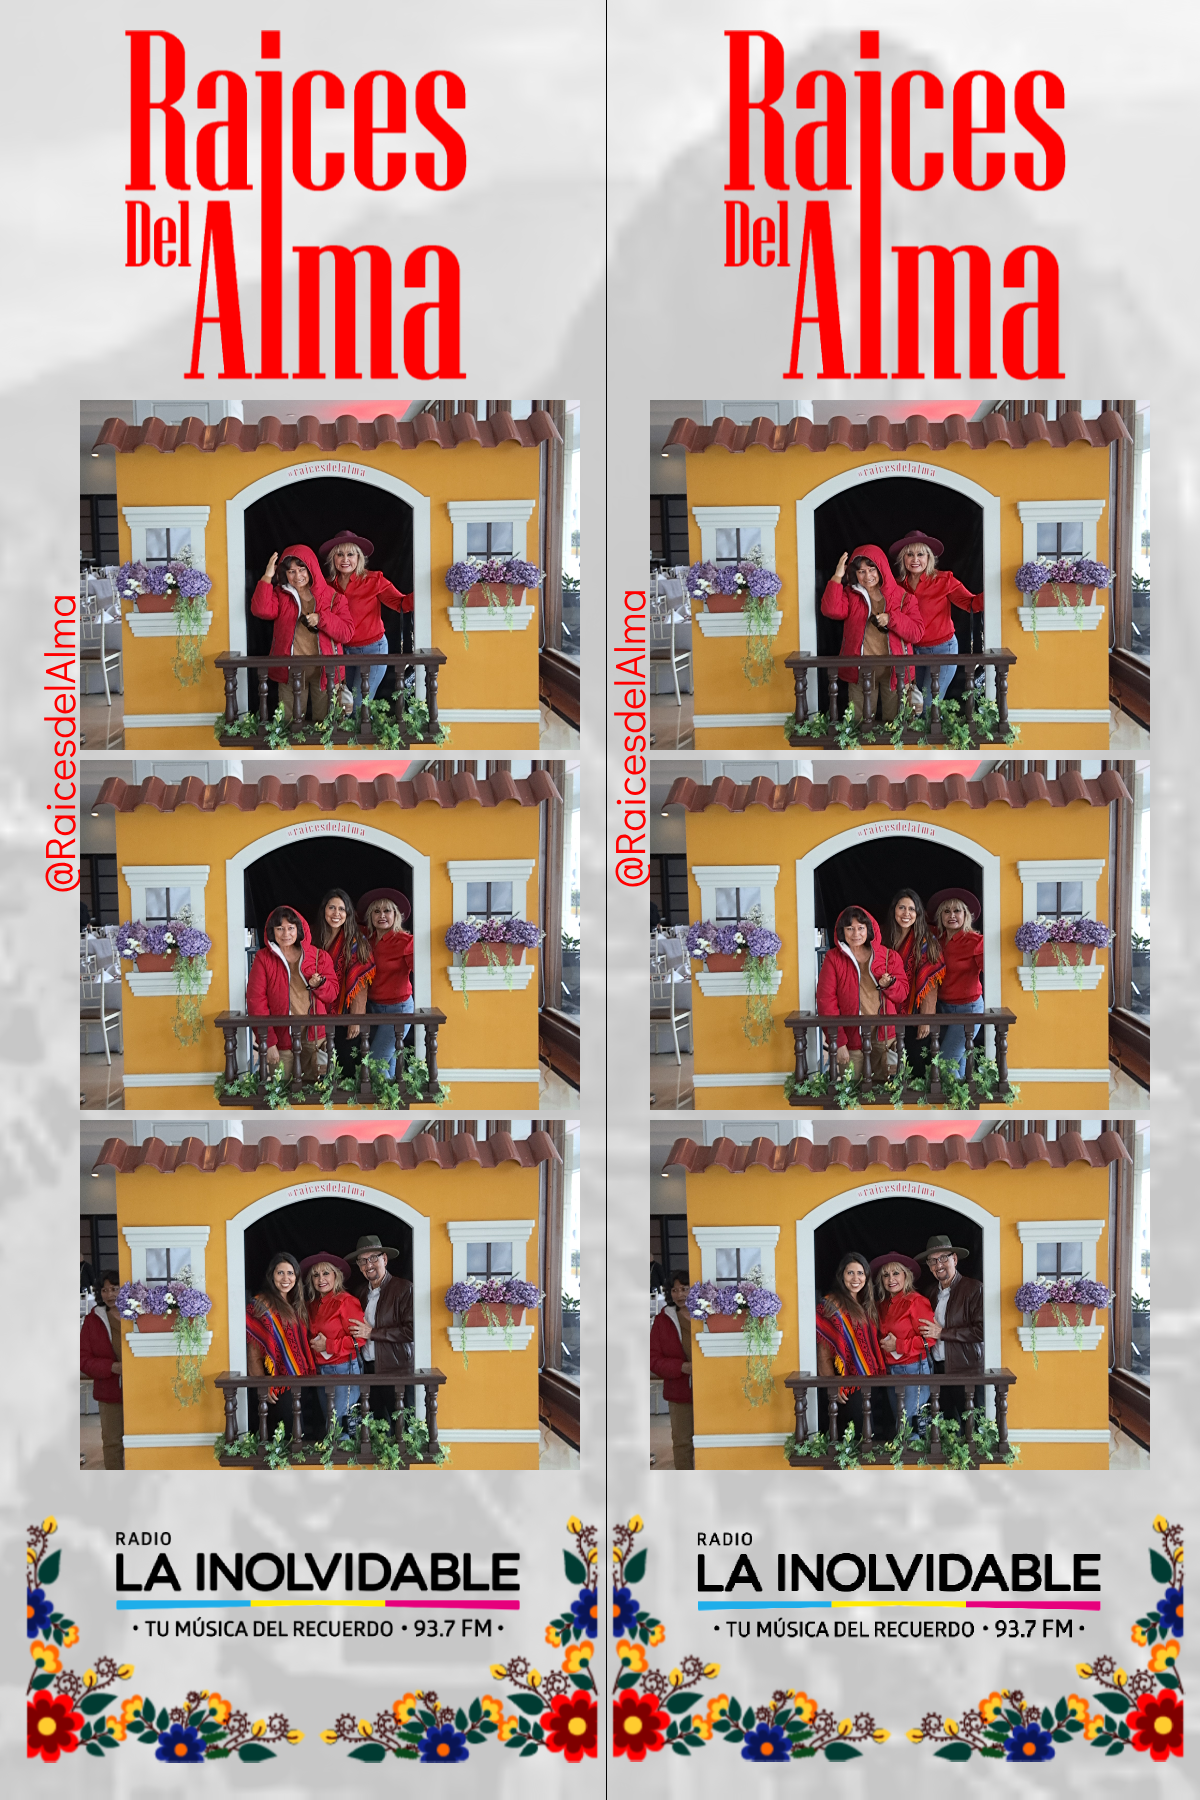 Raices
Del Alma
@RaicesdelAlma
#raicesdelalma
#raicesdelalma
#raicesdelalma
RADIO
LA INOLVIDABLE
• TU MÚSICA DEL RECUERDO • 93.7 FM •
Raices
Del Alma
@RaicesdelAlma
#raicesdelalma
#raicesdelalma
#raicesdelalma
RADIO
LA INOLVIDABLE
• TU MÚSICA DEL RECUERDO • 93.7 FM •